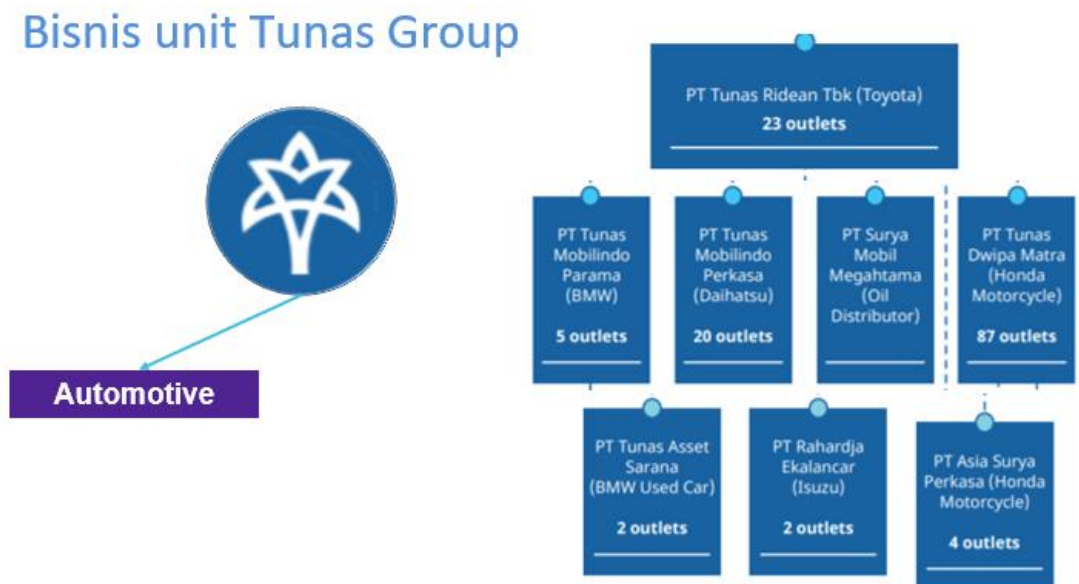 Bisnis unit Tunas Group
Automotive
PT Tunas Ridean Tbk (Toyota)
23 outlets
PT Tunas
Mobilindo
Parama
(BMW)
5 outlets
PT Tunas
Mobilindo
Perkasa
(Daihatsu)
20 outlets
PT Surya
Mobil
Megahtama
(Oil
Distributor)
PT Tunas
Dwipa Matra
(Honda
Motorcycle)
87 outlets
PT Tunas Asset
Sarana
(BMW Used Car)
2 outlets
PT Rahardja
Ekalancar
(Isuzu)
2 outlets
PT Asia Surya
Perkasa (Honda
Motorcycle)
4 outlets